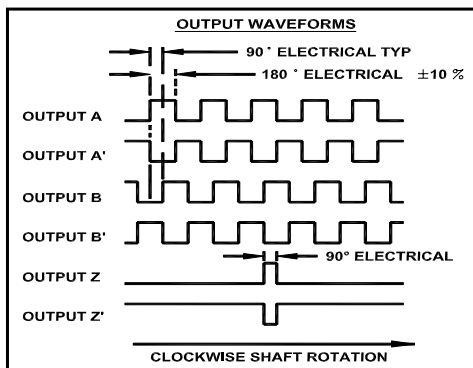 OUTPUT WAVEFORMS
90° ELECTRICAL TYP
180° ELECTRICAL ±10 %
OUTPUT A
OUTPUT A'
OUTPUT B
OUTPUT B'
90° ELECTRICAL
OUTPUT Z
OUTPUT Z'
CLOCKWISE SHAFT ROTATION